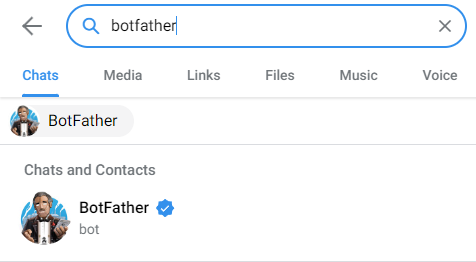 botfather
Chats Media Links Files Music Voice
BotFather
Chats and Contacts
BotFather
bot